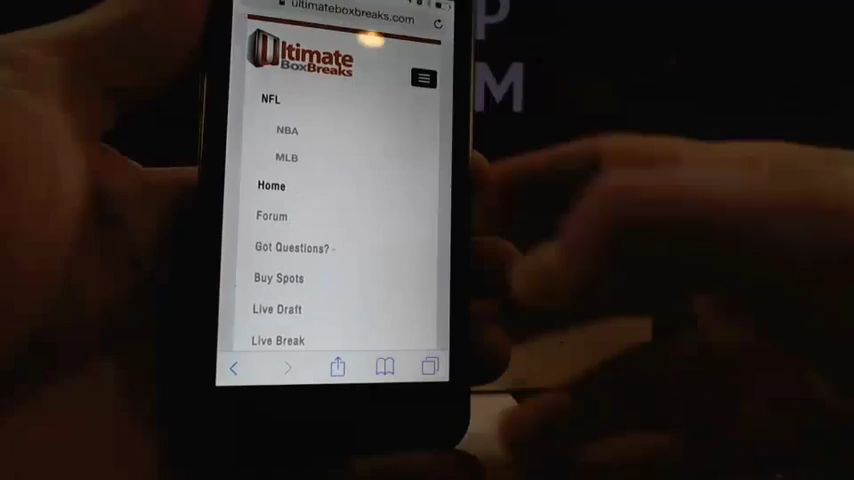 ultimateboxbreaks.com
Ultimate
BoxBreaks
P
M
NFL
NBA
MLB
Home
Forum
Got Questions?
Buy Spots
Live Draft
Live Break